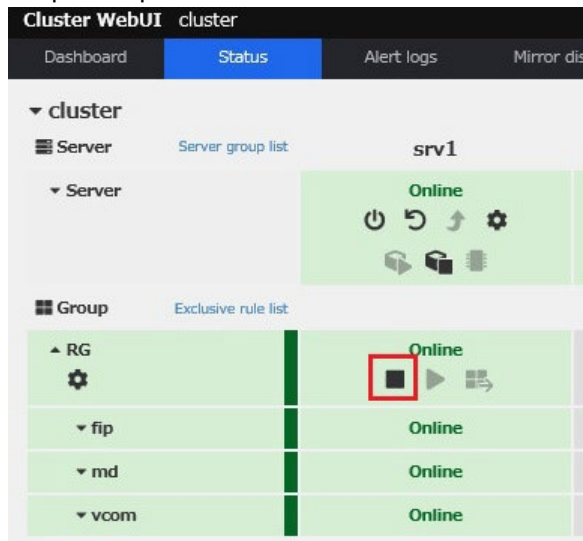 Cluster WebUI cluster
Dashboard Status Alert logs Mirror dis
cluster
Server Server group list srv1
Server Online
Group Exclusive rule list
RG Online
fip Online
md Online
vcom Online